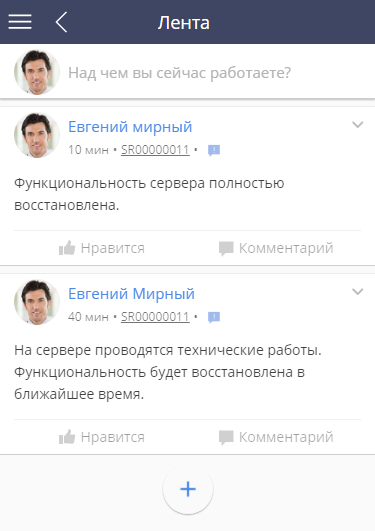 Лента
Над чем вы сейчас работаете?
Евгений мирный
10 мин • SR00000011 •
Функциональность сервера полностью
восстановлена.
Нравится Комментарий
Евгений Мирный
40 мин • SR00000011 •
На сервере проводятся технические работы.
Функциональность будет восстановлена в
ближайшее время.
Нравится Комментарий